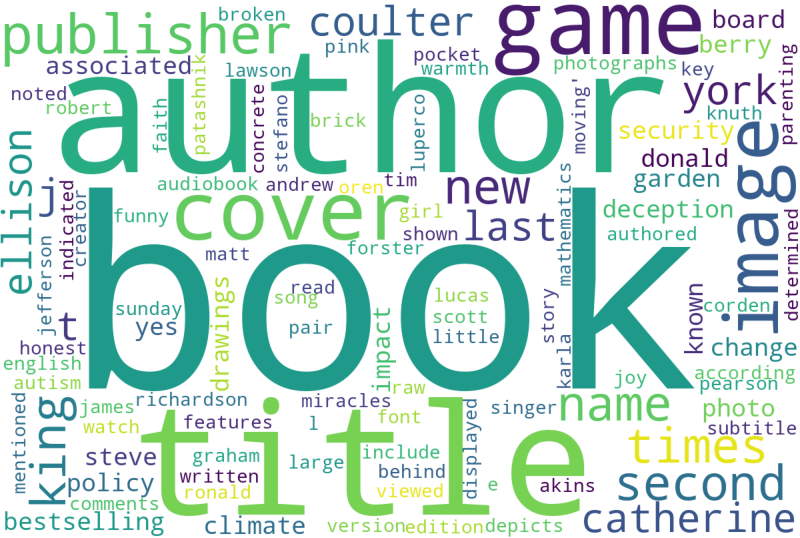 broken
publisher
coulter
game
board
pink
berry
associated
pocket
lawson
warmth
photographs
key
noted
robert
author
york
knuth
faith
patashnik
concrete
stefano
brick
luperco
moving'
security
parenting
donald
image
ellison
j
audiobook
andrew
oren
tim
new
garden
indicated
creator
funny
cover
girl
last
mathematics
deception
shown
authored
matt
forster
determined
jefferson
t
book
read
song
sunday
yes
pair
lucas
scott
little
story
known
corden
honest
drawings
impact
karla
change
english
autism
according
joy
pearson
raw
mentioned
king
james
richardson
miracles
singer
name
photo
watch
features
l
font
displayed
subtitle
title
steve
graham
large
include
times
policy
written
ronald
behind
viewed
e
akins
second
comments
bestselling
climate
version
edition
depicts
catherine